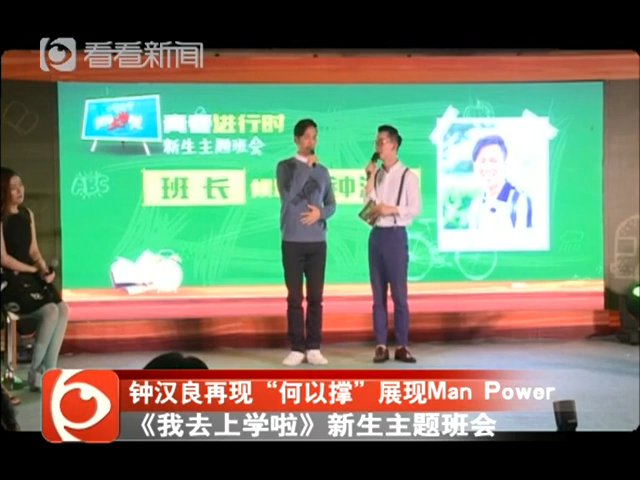 看看新闻
青春进行时
新生主题班会
ABC
班长
钟汉良再现“何以撑”展现Man Power
《我去上学啦》新生主题班会